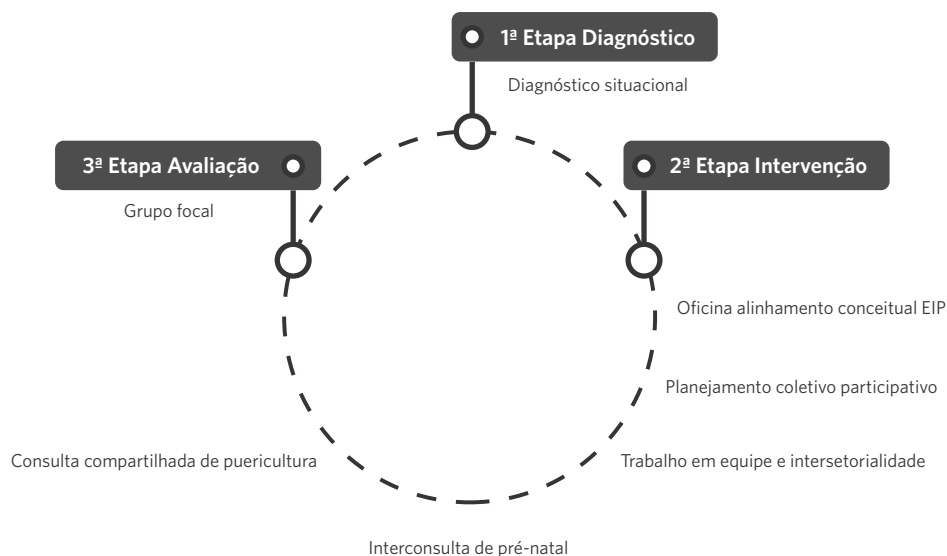 1ª Etapa Diagnóstico
Diagnóstico situacional
3ª Etapa Avaliação
Grupo focal
2ª Etapa Intervenção
Oficina alinhamento conceitual EIP
Planejamento coletivo participativo
Trabalho em equipe e intersetorialidade
Consulta compartilhada de puericultura
Interconsulta de pré-natal